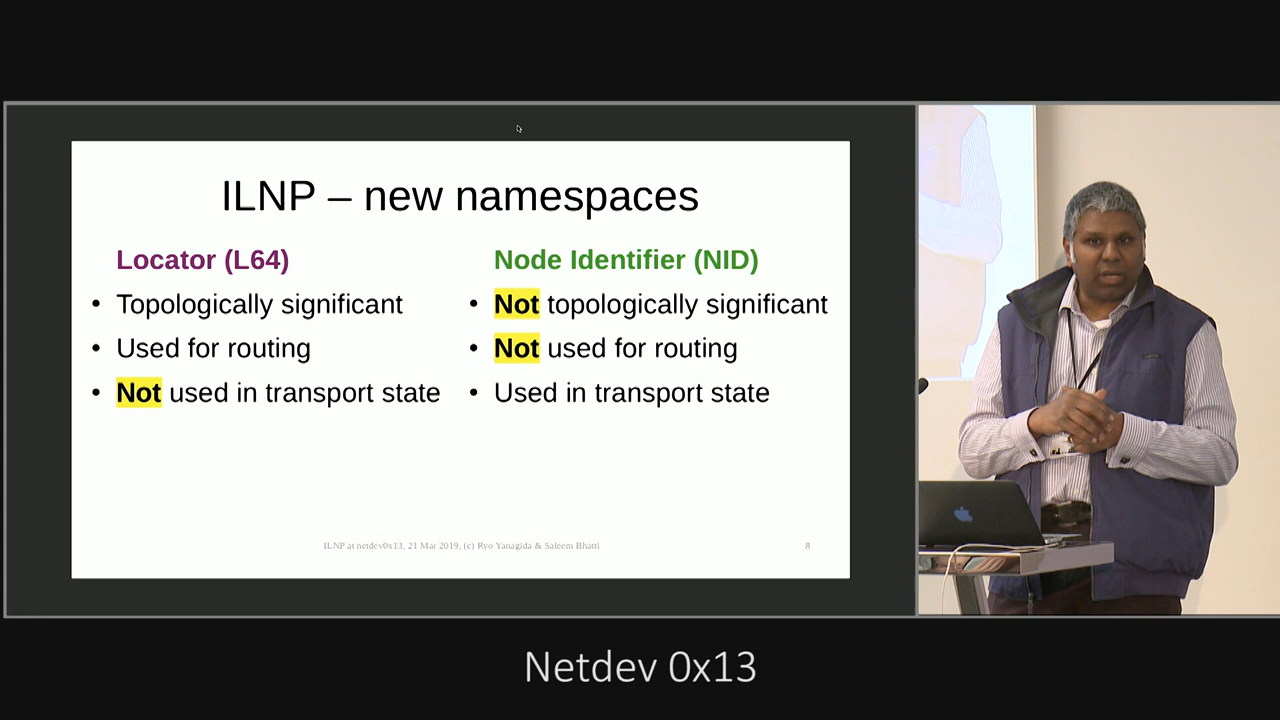 ILNP – new namespaces
Locator (L64)
• Topologically significant
• Used for routing
• Not used in transport state
Node Identifier (NID)
• Not topologically significant
• Not used for routing
• Used in transport state
ILNP at netdev0x13, 21 Mar 2019, (c) Ryo Yanagida & Saleem Bhatti
8
Netdev 0x13